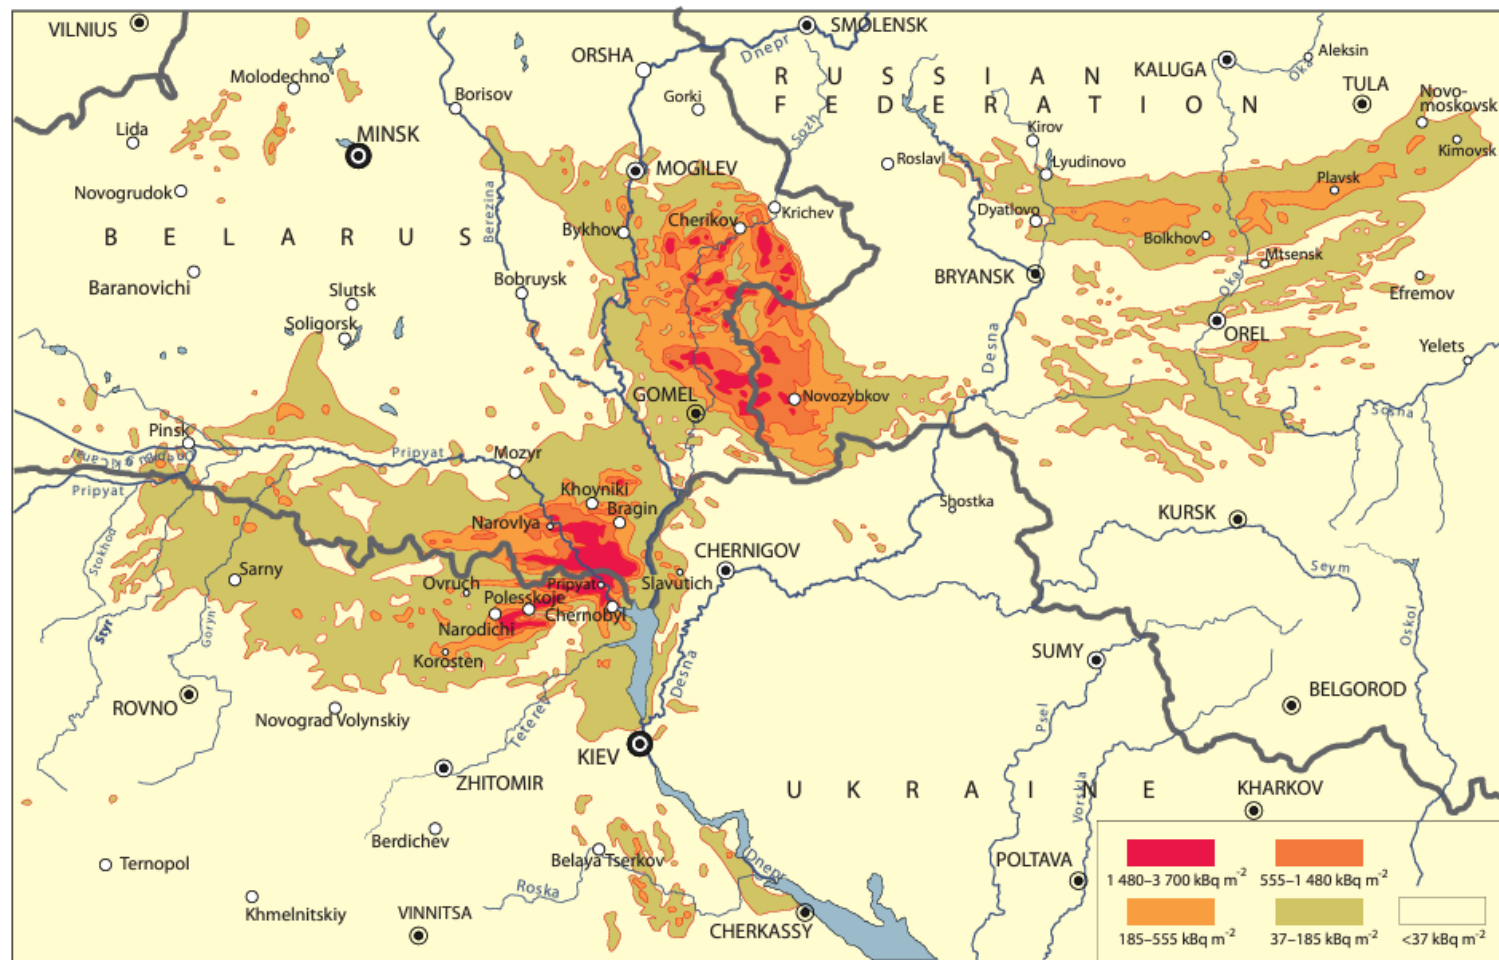 VILNIUS
SMOLENSK
ORSHA
Dnepr
RUSSIAN
FEDERATION
KALUGA
Oka
Aleksin
TULA
Novo-
moskovsk
Molodechno
Borisov
Gorki
Sozh
Kirov
Lida
MINSK
MOGILEV
Roslavl
Lyudinovo
Kimovsk
Plavsk
Novogrudok
Berezina
Cherikov
Krichev
Dyatlovo
Bykhov
BELARUS
Bolkhov
Mtsensk
Baranovichi
Slutsk
Bobruysk
BRYANSK
Oka
Efremov
Soligorsk
Desna
OREL
Yelets
GOMEL
Novozybkov
Sosna
Pinsk
Pripyat
Mozyr
Pripyat
Khoyniki
Bragin
Narovlya
Shostka
KURSK
Stokhod
Sarny
Ovruch
Pripyat
Slavutich
CHERNIGOV
Seym
Polesskoje
Chernobyl
Narodichi
Styr
Goryn
Oskol
Korosten
SUMY
Desna
ROVNO
Novograd Volynskiy
Teterev
BELGOROD
Psel
KIEV
ZHITOMIR
UKRAINE
Vorskla
KHARKOV
Berdichev
Belaya Tserkov
Dnepr
Ternopol
POLTAVA
Roska
Khmelnitskiy
VINNITSA
CHERKASSY
1 480–3 700 kBq m⁻²
555–1 480 kBq m⁻²
185–555 kBq m⁻²
37–185 kBq m⁻²
<37 kBq m⁻²